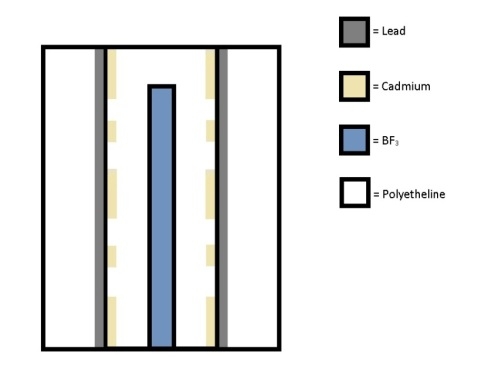 = Lead
= Cadmium
= BF₃
= Polyetheline